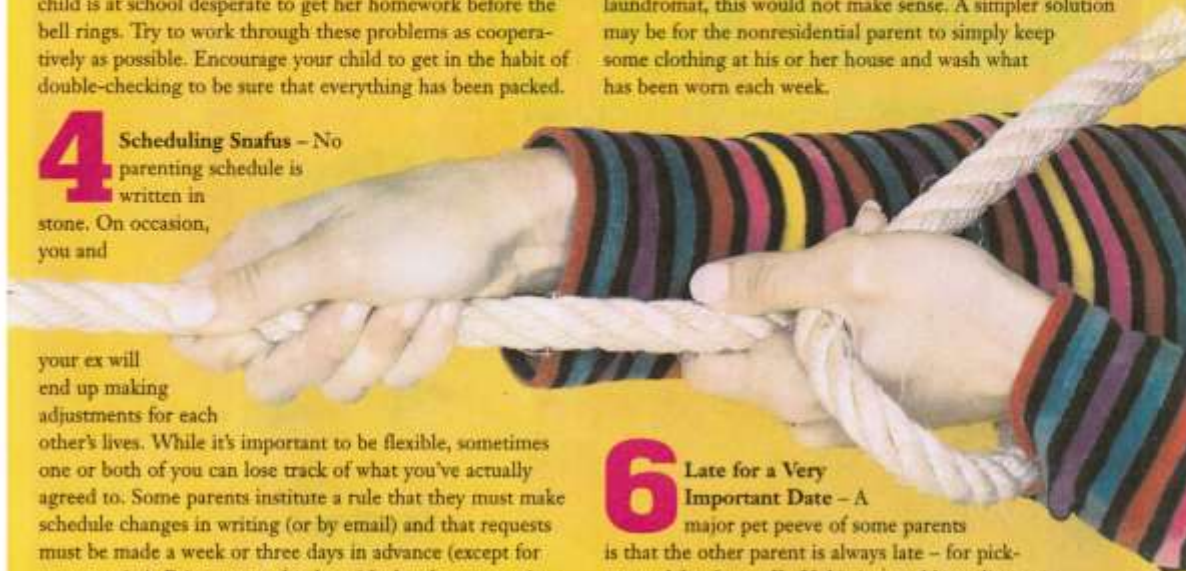 child is at school desperate to get her homework before the
bell rings. Try to work through these problems as coopera-
tively as possible. Encourage your child to get in the habit of
double-checking to be sure that everything has been packed.
4 Scheduling Snafus – No
parenting schedule is
written in
stone. On occasion,
you and
your ex will
end up making
adjustments for each
other's lives. While it's important to be flexible, sometimes
one or both of you can lose track of what you've actually
agreed to. Some parents institute a rule that they must make
schedule changes in writing (or by email) and that requests
must be made a week or three days in advance (except for
laundromat, this would not make sense. A simpler solution
may be for the nonresidential parent to simply keep
some clothing at his or her house and wash what
has been worn each week.
6 Late for a Very
Important Date – A
major pet peeve of some parents
is that the other parent is always late – for pick-